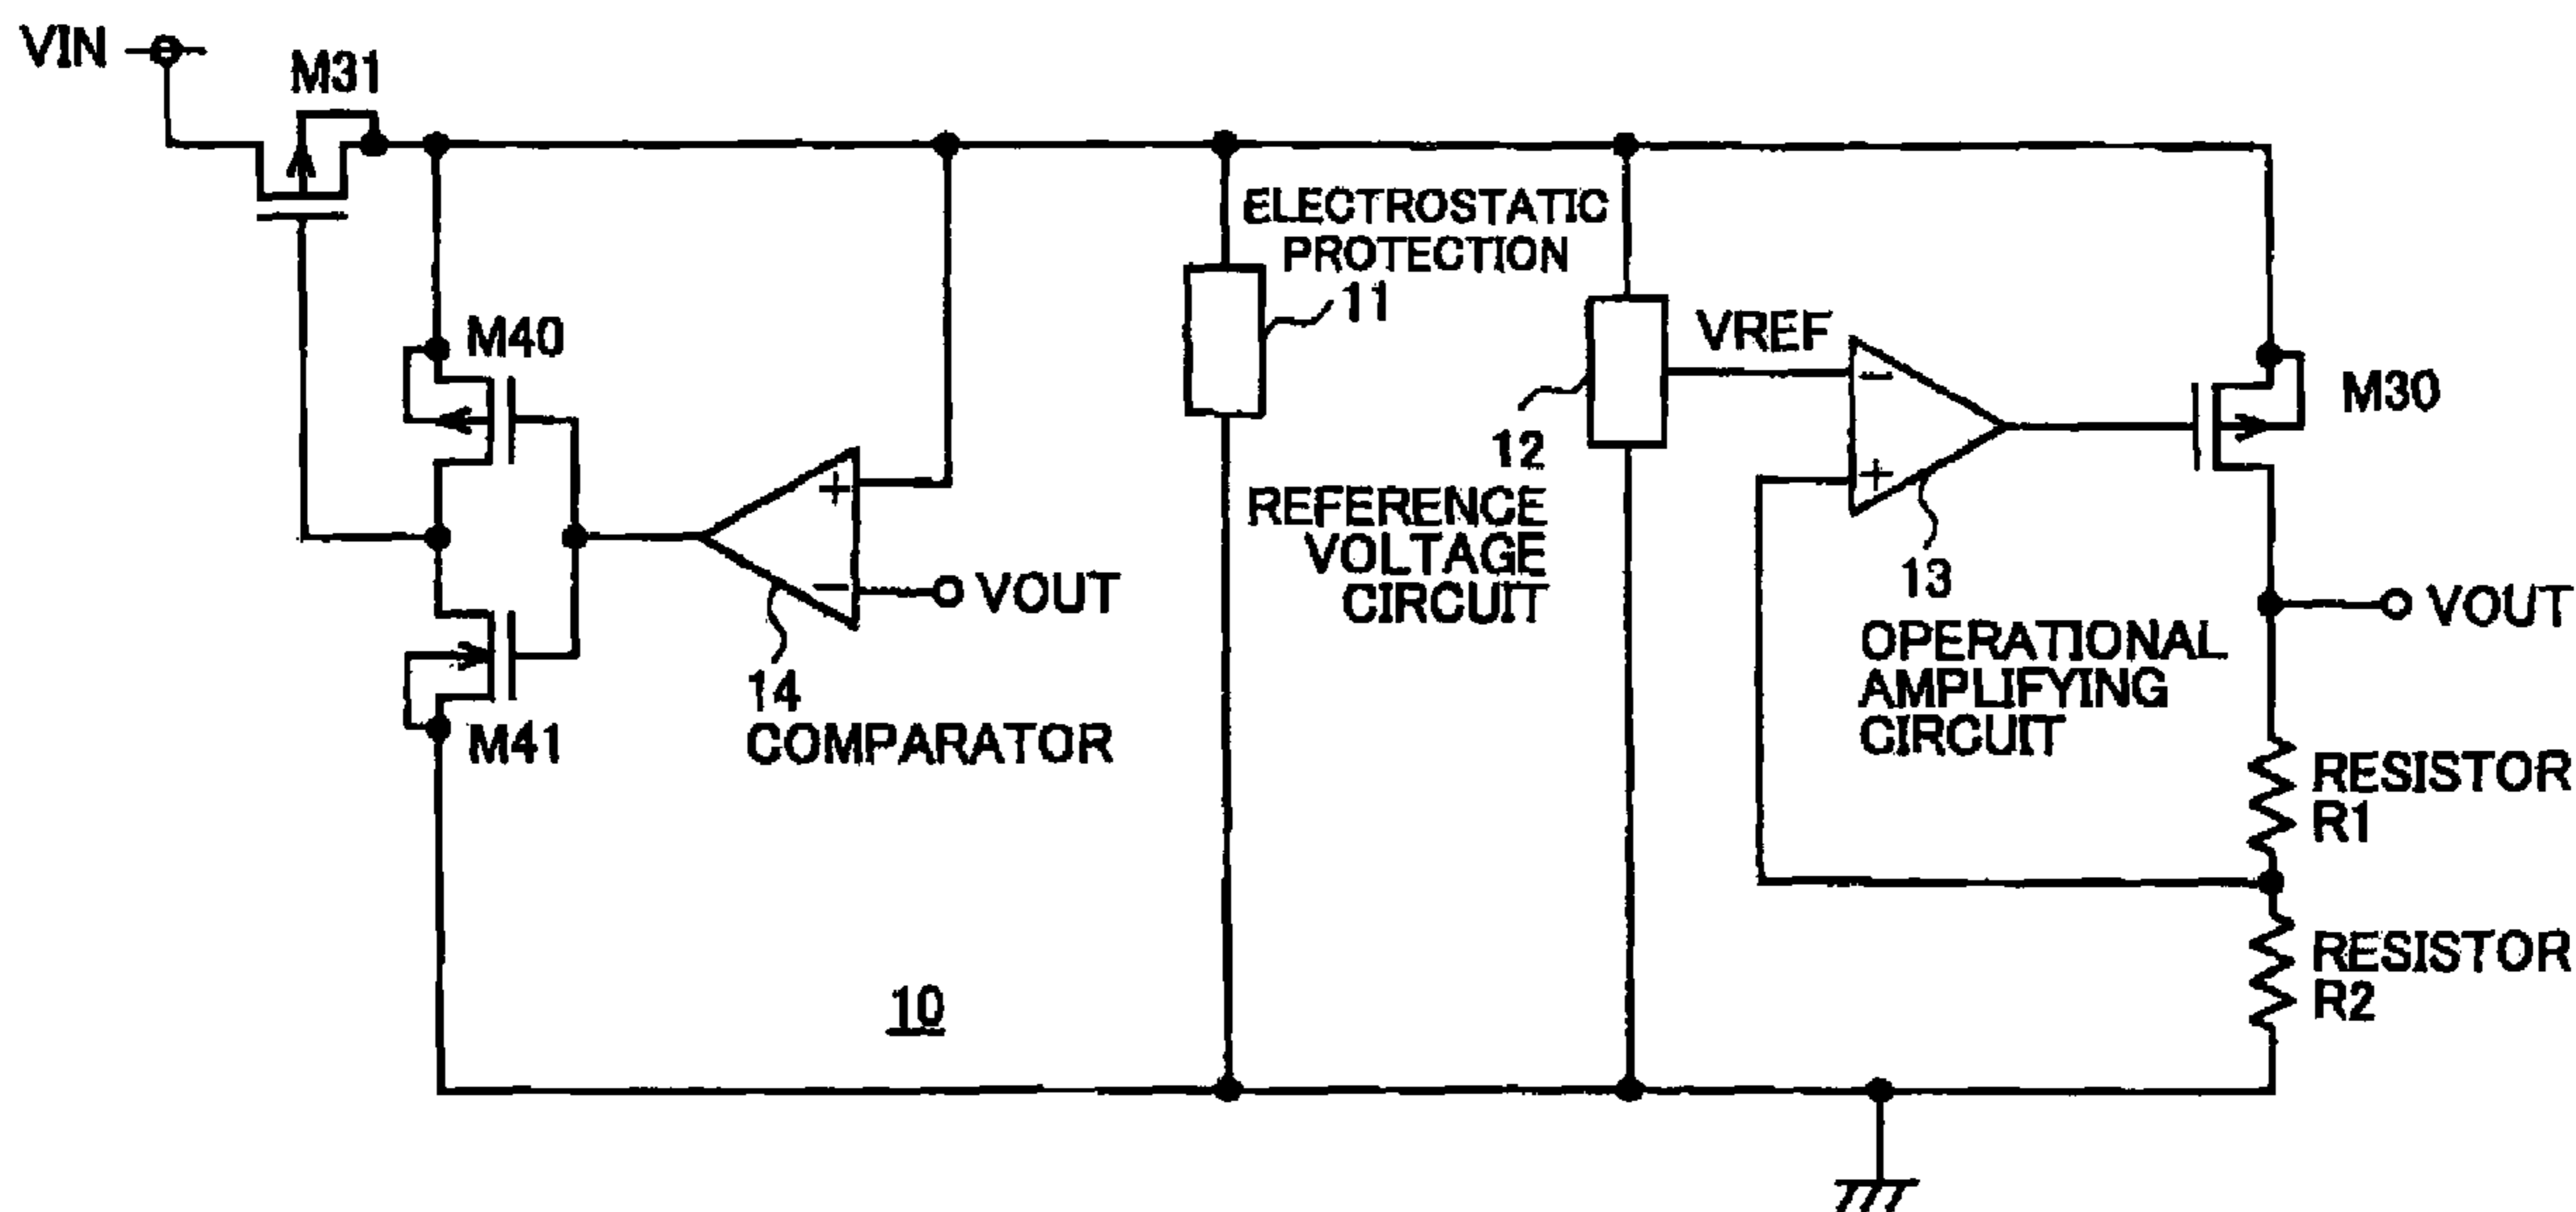 VIN
M31
ELECTROSTATIC
PROTECTION
11
M40
VREF
−
+
M30
12
REFERENCE
VOLTAGE
CIRCUIT
13
OPERATIONAL
AMPLIFYING
CIRCUIT
+
−
VOUT
VOUT
14
COMPARATOR
M41
RESISTOR
R1
RESISTOR
R2
10